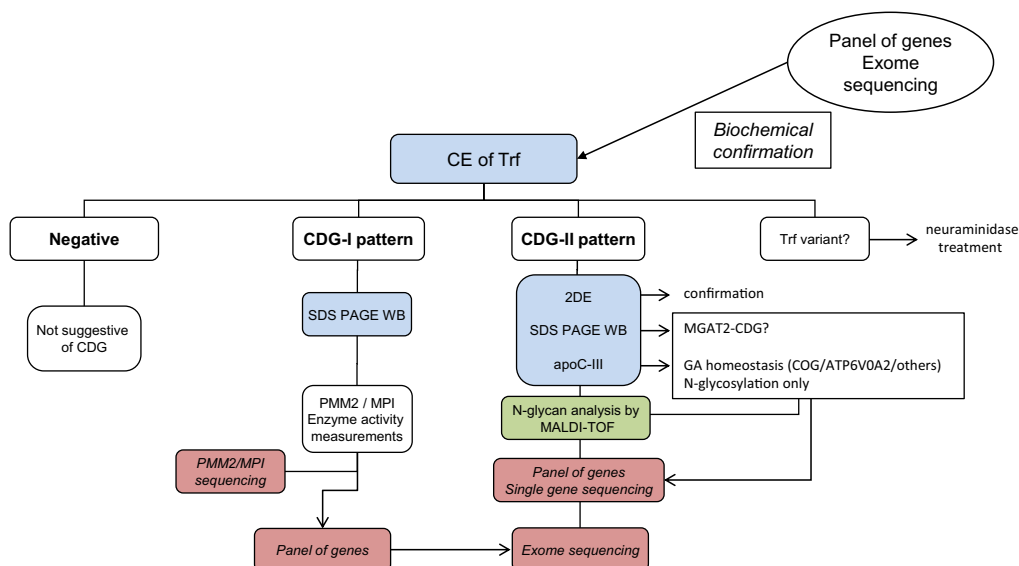 Panel of genes
Exome
sequencing
Biochemical
confirmation
CE of Trf
Negative
CDG-I pattern
CDG-II pattern
Trf variant?
neuraminidase
treatment
Not suggestive
of CDG
SDS PAGE WB
2DE
confirmation
SDS PAGE WB
MGAT2-CDG?
apoC-III
GA homeostasis (COG/ATP6V0A2/others)
N-glycosylation only
PMM2 / MPI
Enzyme activity
measurements
N-glycan analysis by
MALDI-TOF
PMM2/MPI
sequencing
Panel of genes
Single gene sequencing
Panel of genes
Exome sequencing